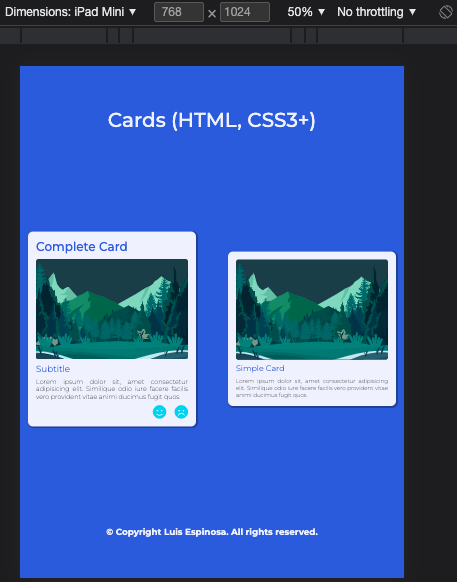 Dimensions: iPad Mini ▼ 768 × 1024 50% ▼ No throttling ▼
Cards (HTML, CSS3+)
Complete Card
Subtitle
Lorem ipsum dolor sit, amet consectetur
adipisicing elit. Similique odio iure facere facilis
vero provident vitae animi ducimus fugit quos.
Simple Card
Lorem ipsum dolor sit, amet consectetur adipisicing
elit. Similique odio iure facere facilis vero provident vitae
animi ducimus fugit quos.
© Copyright Luis Espinosa. All rights reserved.